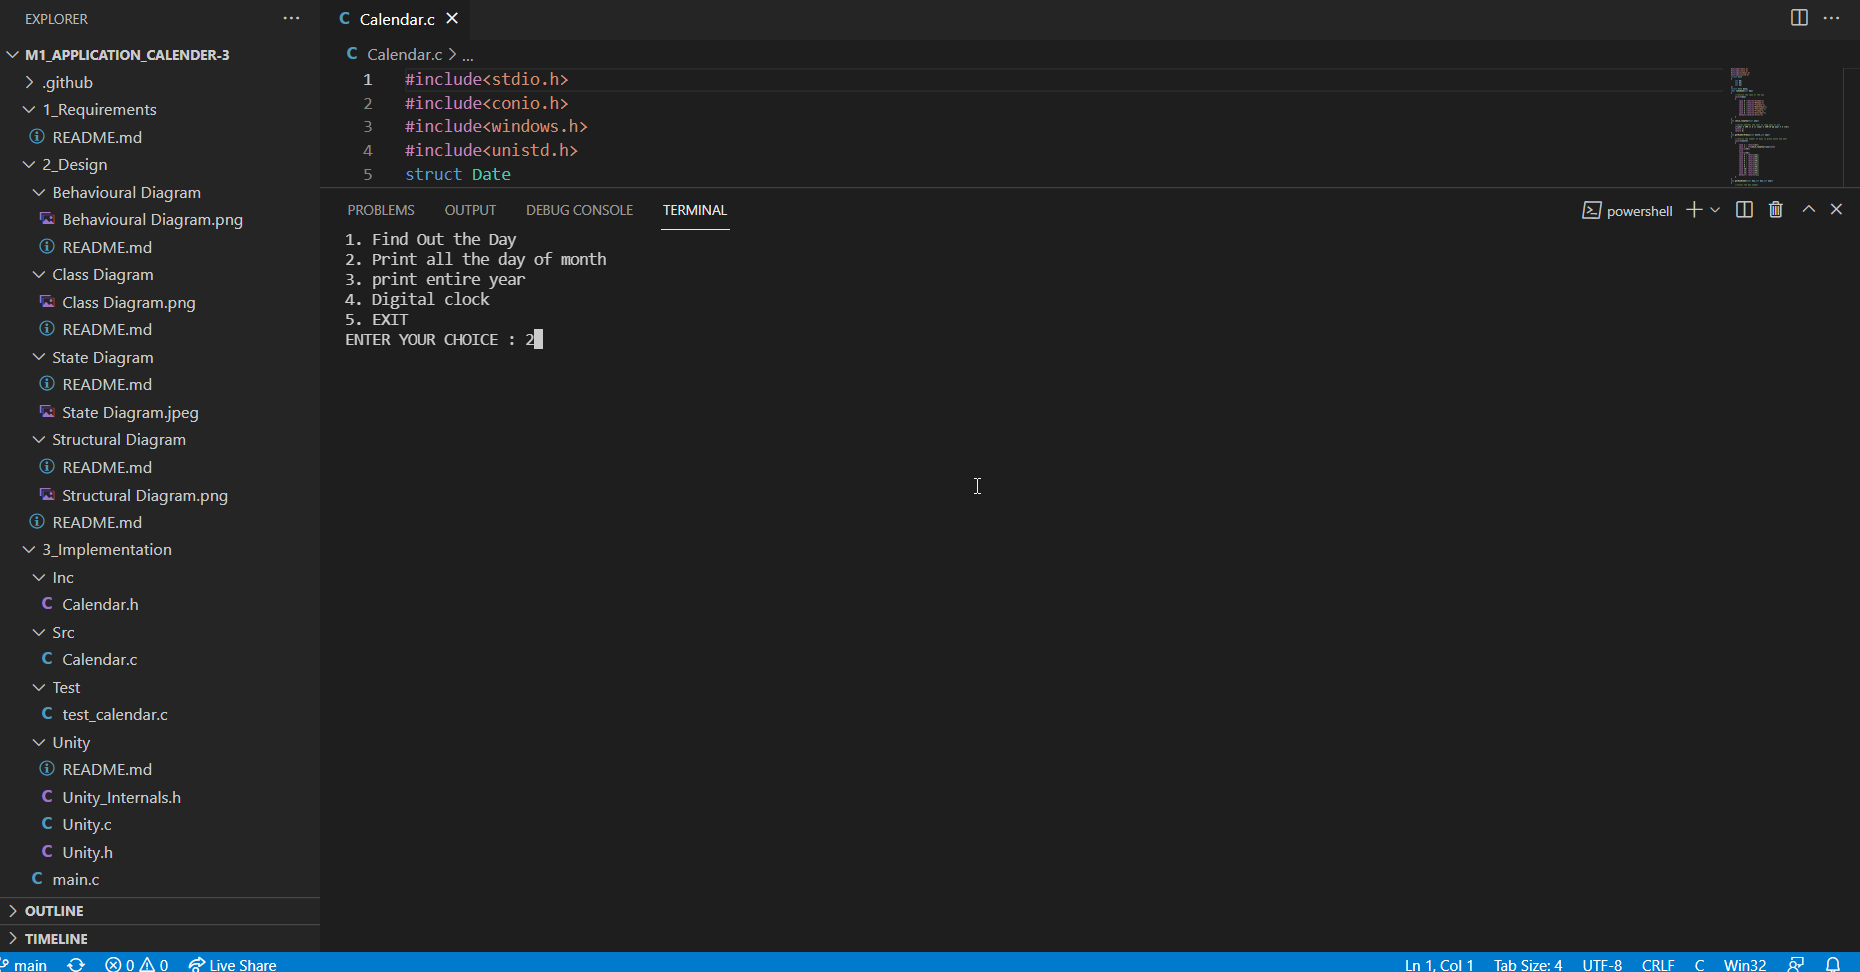 EXPLORER
M1_APPLICATION_CALENDER-3
.github
1_Requirements
README.md
2_Design
Behavioural Diagram
Behavioural Diagram.png
README.md
Class Diagram
Class Diagram.png
README.md
State Diagram
README.md
State Diagram.jpeg
Structural Diagram
README.md
Structural Diagram.png
README.md
3_Implementation
Inc
C Calendar.h
Src
C Calendar.c
Test
C test_calendar.c
Unity
README.md
C Unity_Internals.h
C Unity.c
C Unity.h
C main.c
OUTLINE
TIMELINE
C Calendar.c
C Calendar.c > ...
1 #include<stdio.h>
2 #include<conio.h>
3 #include<windows.h>
4 #include<unistd.h>
5 struct Date
PROBLEMS OUTPUT DEBUG CONSOLE TERMINAL powershell
1. Find Out the Day
2. Print all the day of month
3. print entire year
4. Digital clock
5. EXIT
ENTER YOUR CHOICE : 2
main 0 0 Live Share Ln 1, Col 1 Tab Size: 4 UTF-8 CRLF C Win32